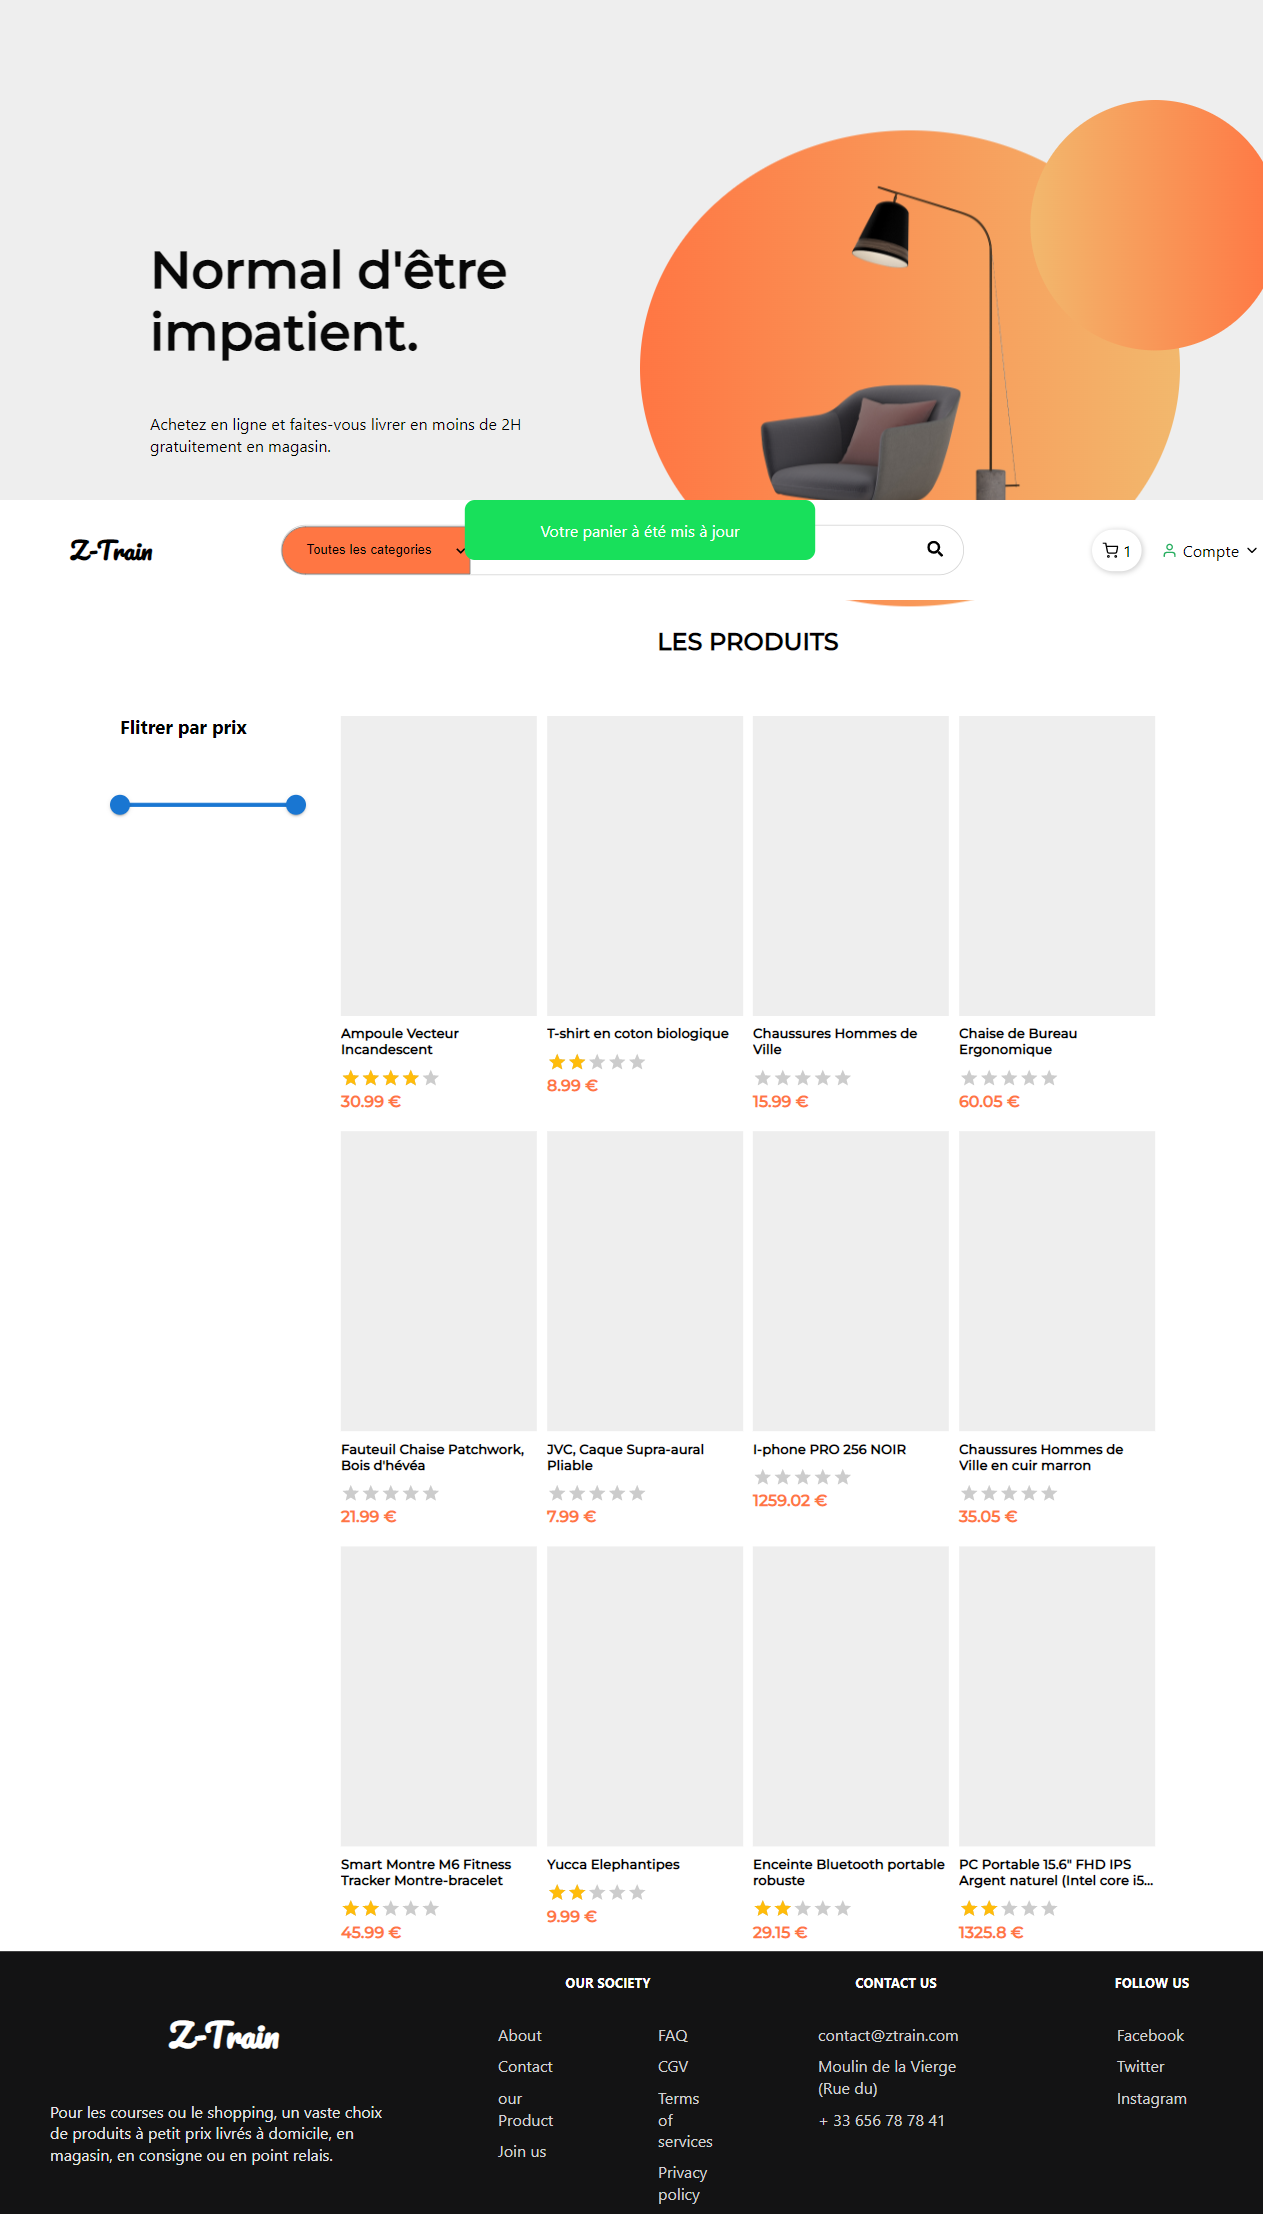 Normal d'être
impatient.
Achetez en ligne et faites-vous livrer en moins de 2H
gratuitement en magasin.
Votre panier à été mis à jour
Z-Train
Toutes les categories
1
Compte
LES PRODUITS
Flitrer par prix
Ampoule Vecteur
Incandescent
30.99 €
T-shirt en coton biologique
8.99 €
Chaussures Hommes de
Ville
15.99 €
Chaise de Bureau
Ergonomique
60.05 €
Fauteuil Chaise Patchwork,
Bois d'hévéa
21.99 €
JVC, Caque Supra-aural
Pliable
7.99 €
I-phone PRO 256 NOIR
1259.02 €
Chaussures Hommes de
Ville en cuir marron
35.05 €
Smart Montre M6 Fitness
Tracker Montre-bracelet
45.99 €
Yucca Elephantipes
9.99 €
Enceinte Bluetooth portable
robuste
29.15 €
PC Portable 15.6" FHD IPS
Argent naturel (Intel core i5...
1325.8 €
Z-Train
Pour les courses ou le shopping, un vaste choix
de produits à petit prix livrés à domicile, en
magasin, en consigne ou en point relais.
OUR SOCIETY
About
Contact
our
Product
Join us
FAQ
CGV
Terms
of
services
Privacy
policy
CONTACT US
contact@ztrain.com
Moulin de la Vierge
(Rue du)
+ 33 656 78 78 41
FOLLOW US
Facebook
Twitter
Instagram